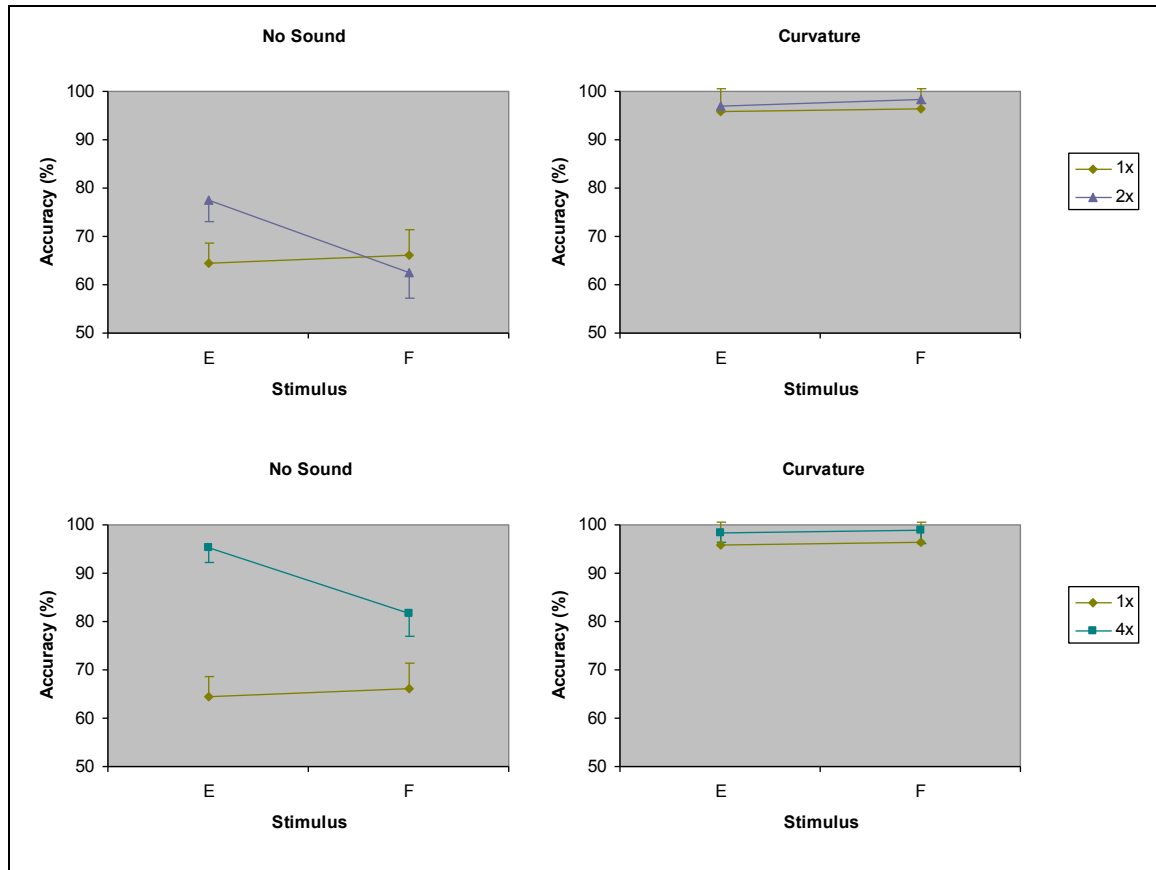 No Sound
100
90
80
70
60
50
Accuracy (%)
E F
Stimulus
Curvature
100
90
80
70
60
50
Accuracy (%)
E F
Stimulus
1x
2x
No Sound
100
90
80
70
60
50
Accuracy (%)
E F
Stimulus
Curvature
100
90
80
70
60
50
Accuracy (%)
E F
Stimulus
1x
4x